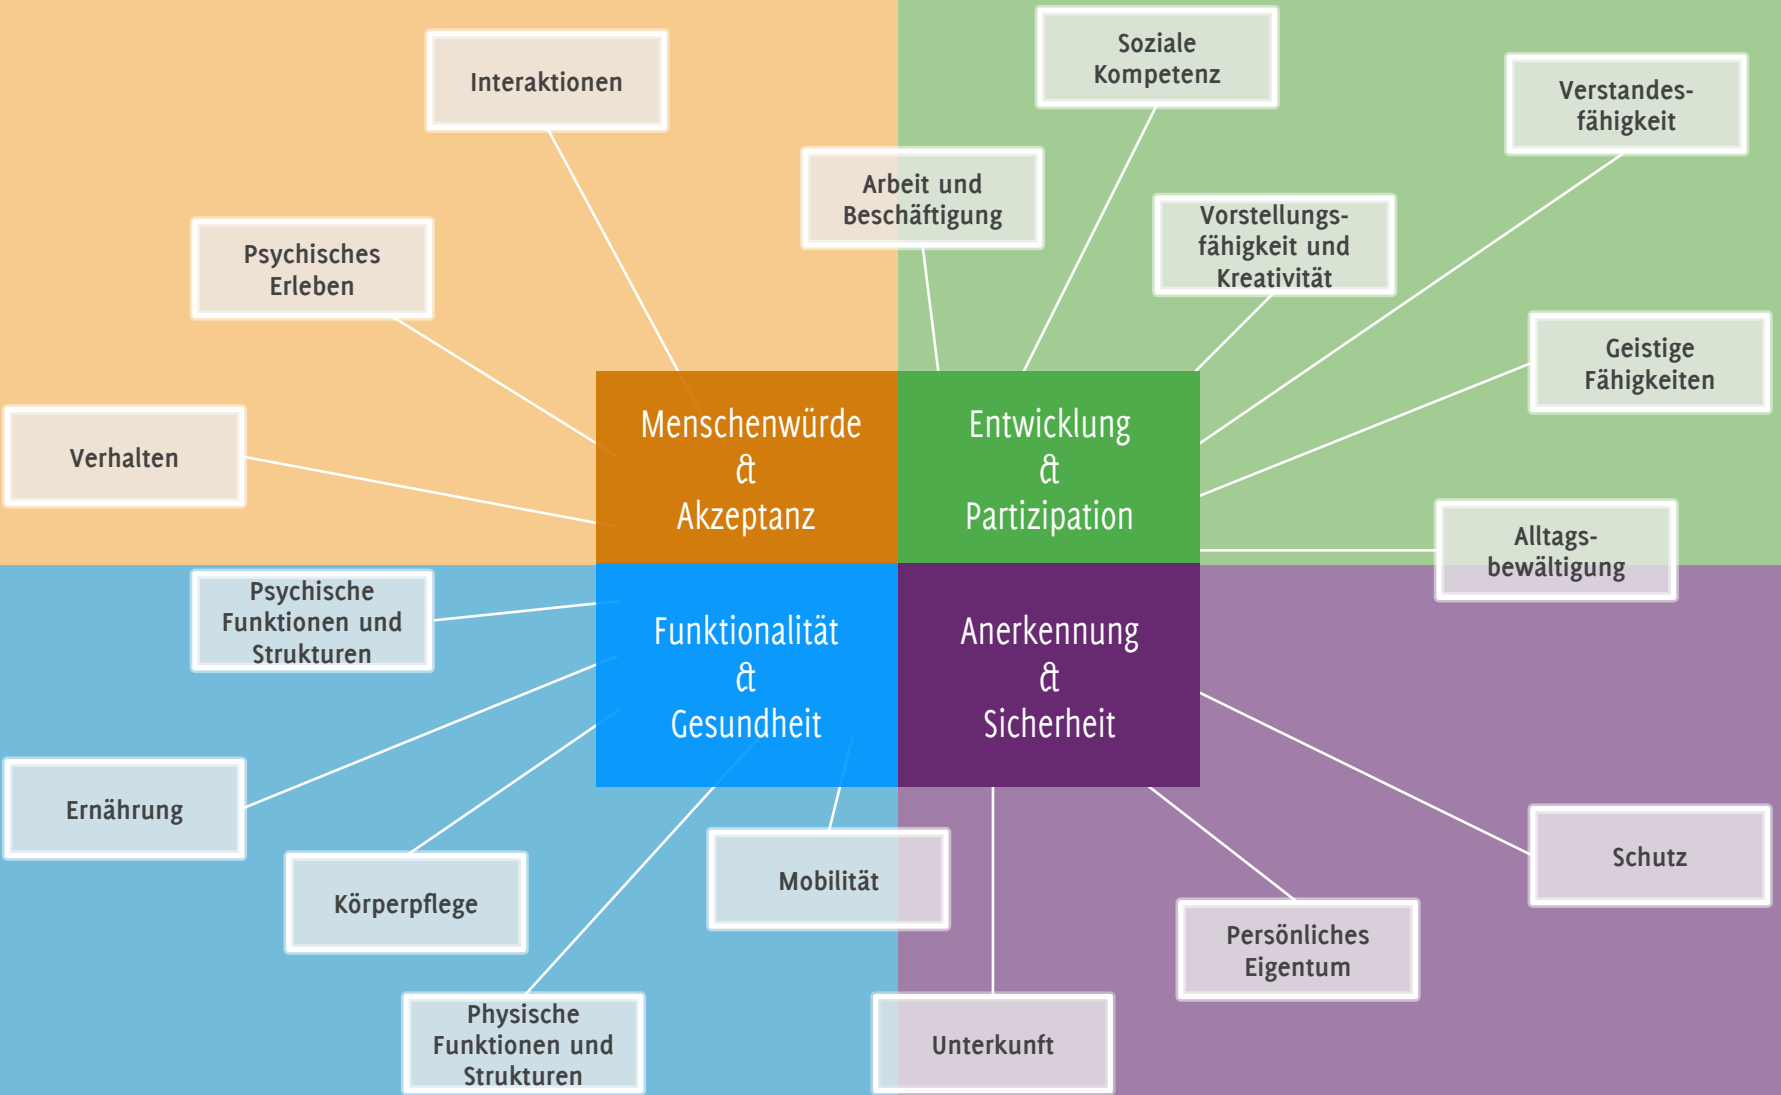 Interaktionen
Soziale
Kompetenz
Verstandes-
fähigkeit
Arbeit und
Beschäftigung
Vorstellungs-
fähigkeit und
Kreativität
Psychisches
Erleben
Geistige
Fähigkeiten
Verhalten
Menschenwürde
&
Akzeptanz
Entwicklung
&
Partizipation
Alltags-
bewältigung
Psychische
Funktionen und
Strukturen
Funktionalität
&
Gesundheit
Anerkennung
&
Sicherheit
Ernährung
Körperpflege
Mobilität
Schutz
Persönliches
Eigentum
Physische
Funktionen und
Strukturen
Unterkunft